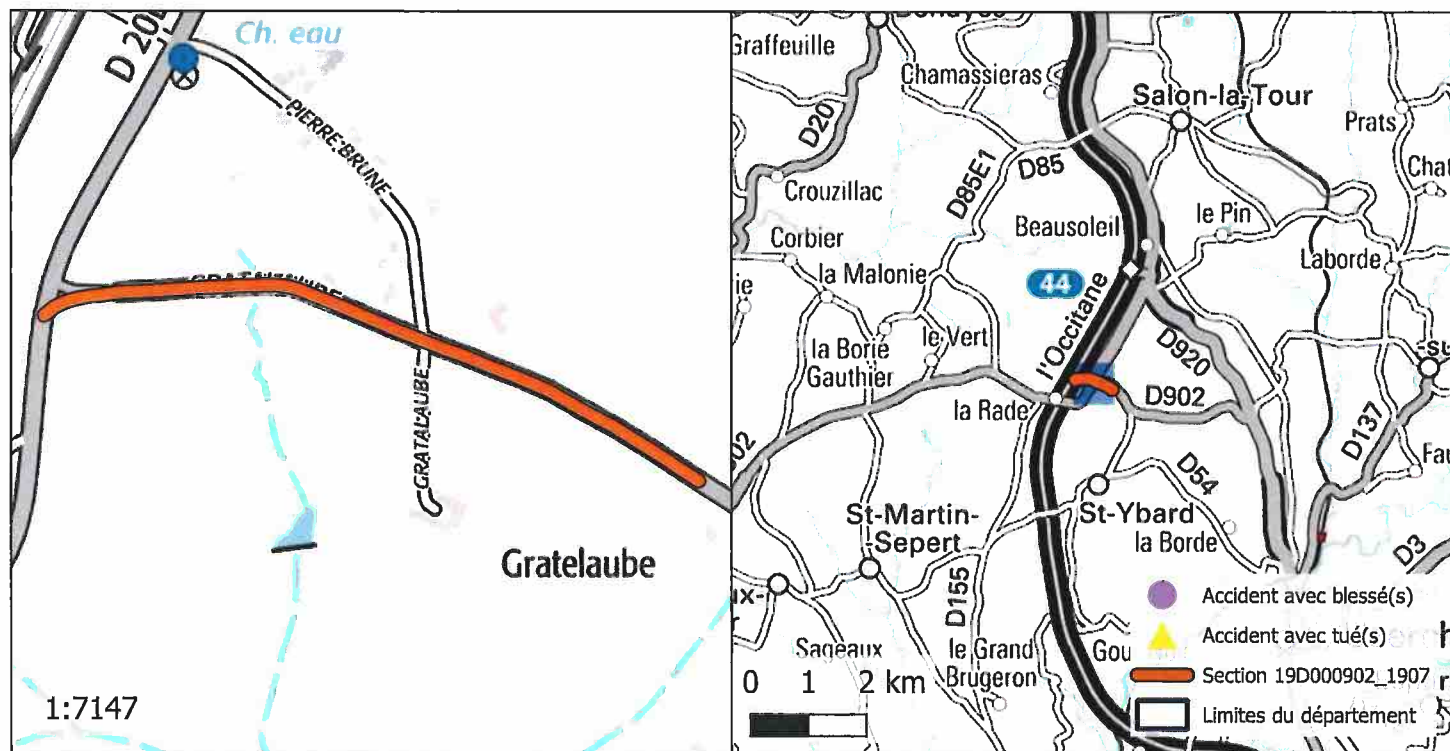 D 20
Ch. eau
PIERRE-BRUNE
GRATALAUBE
Gratelaube
1:7147
Graffeuille
Chamassieras
Salon-la-Tour
Prats
D20
D85E1
D85
Crouzillac
Corbier
le Pin
Beausoleil
la Malonie
44
Laborde
l'Occitane
la Borie
Gauthier
le Vert
D920
la Rade
D902
D137
St-Martin-
-Sepert
D54
St-Ybard
la Borde
D3
D155
Sageaux
le Grand
Brugeron
0 1 2 km
Accident avec blessé(s)
Accident avec tué(s)
Section 19D000902_1907
Limites du département